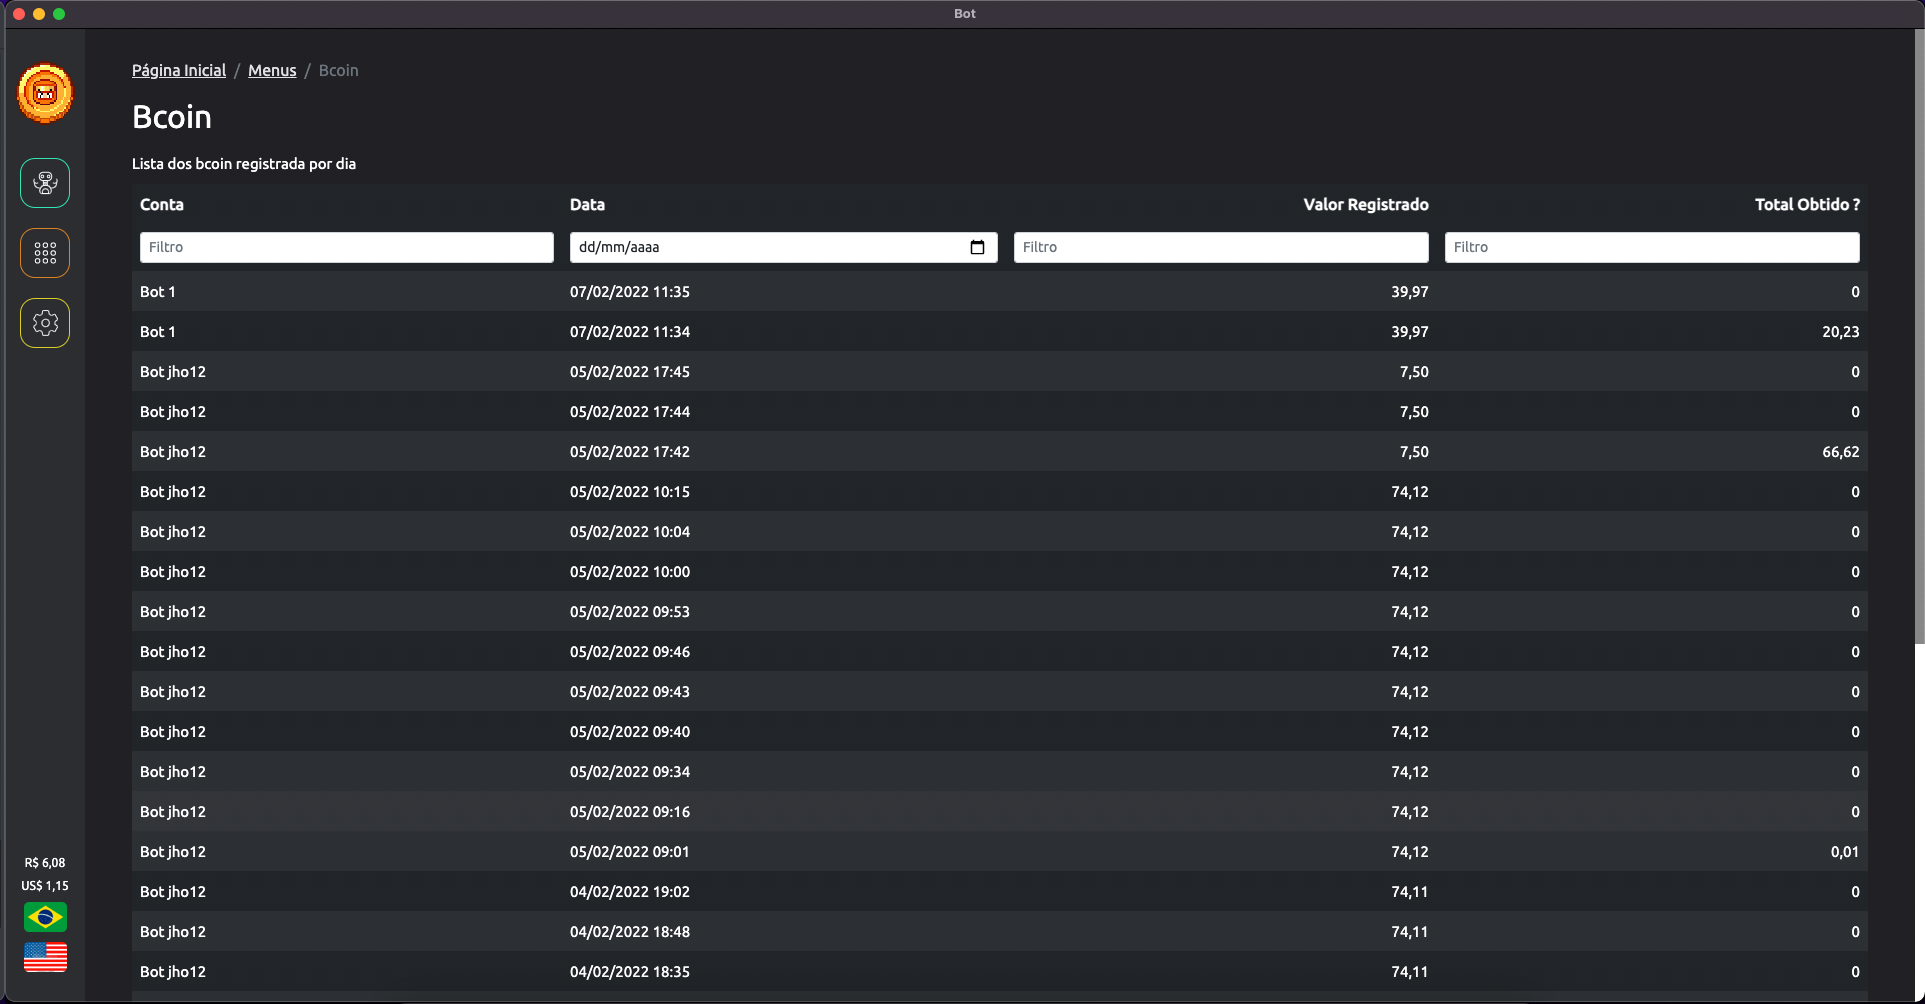 Bot
Página Inicial / Menus / Bcoin
Bcoin
Lista dos bcoin registrada por dia
Conta Data Valor Registrado Total Obtido ?
Filtro dd/mm/aaaa Filtro Filtro
Bot 1 07/02/2022 11:35 39,97 0
Bot 1 07/02/2022 11:34 39,97 20,23
Bot jho12 05/02/2022 17:45 7,50 0
Bot jho12 05/02/2022 17:44 7,50 0
Bot jho12 05/02/2022 17:42 7,50 66,62
Bot jho12 05/02/2022 10:15 74,12 0
Bot jho12 05/02/2022 10:04 74,12 0
Bot jho12 05/02/2022 10:00 74,12 0
Bot jho12 05/02/2022 09:53 74,12 0
Bot jho12 05/02/2022 09:46 74,12 0
Bot jho12 05/02/2022 09:43 74,12 0
Bot jho12 05/02/2022 09:40 74,12 0
Bot jho12 05/02/2022 09:34 74,12 0
Bot jho12 05/02/2022 09:16 74,12 0
Bot jho12 05/02/2022 09:01 74,12 0,01
Bot jho12 04/02/2022 19:02 74,11 0
Bot jho12 04/02/2022 18:48 74,11 0
Bot jho12 04/02/2022 18:35 74,11 0
R$ 6,08
US$ 1,15